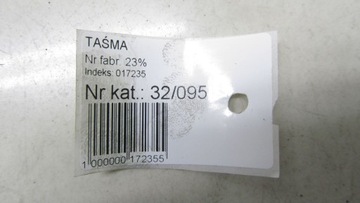 TAŚMA
Nr fabr. 23%
Indeks: 017235
Nr kat.: 32/095
1 000000 172355